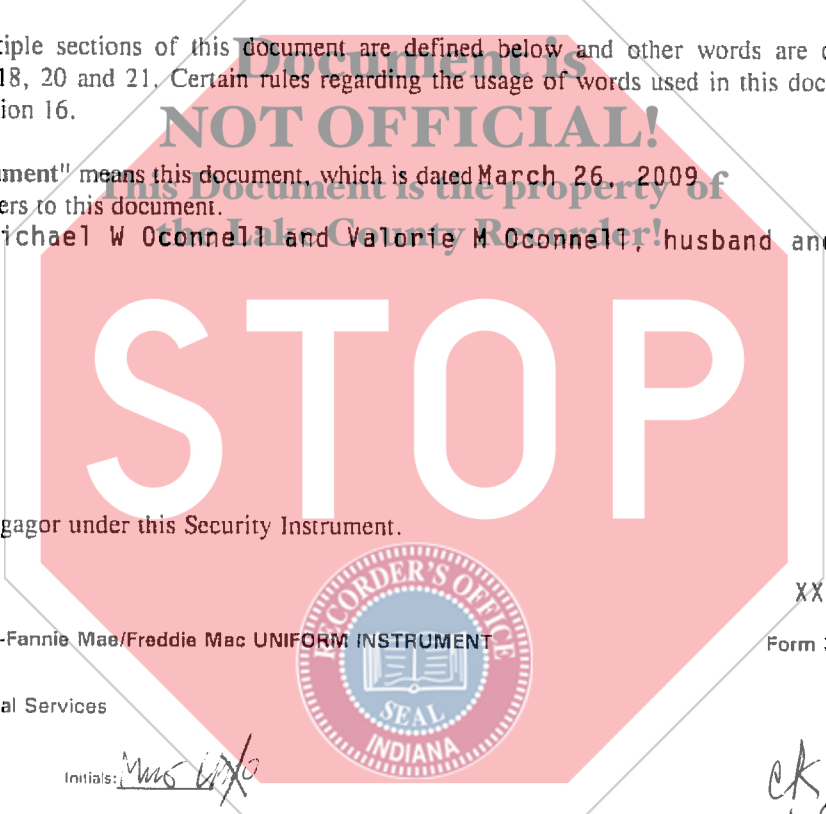 tiple sections of this document are defined below and other words are
Document is
18, 20 and 21. Certain rules regarding the usage of words used in this doc
ion 16.
NOT OFFICIAL!
ment" means this document, which is dated March 26, 2009
This Document is the property of
ers to this document.
ichael W Oconnell and Valorie M Oconnell, husband and
the Lake County Recorder!
STOP
gagor under this Security Instrument.
RECORDER'S OFFICE
XX
-Fannie Mae/Freddie Mac UNIFORM INSTRUMENT
Form
al Services
SEAL
INDIANA
Initials: